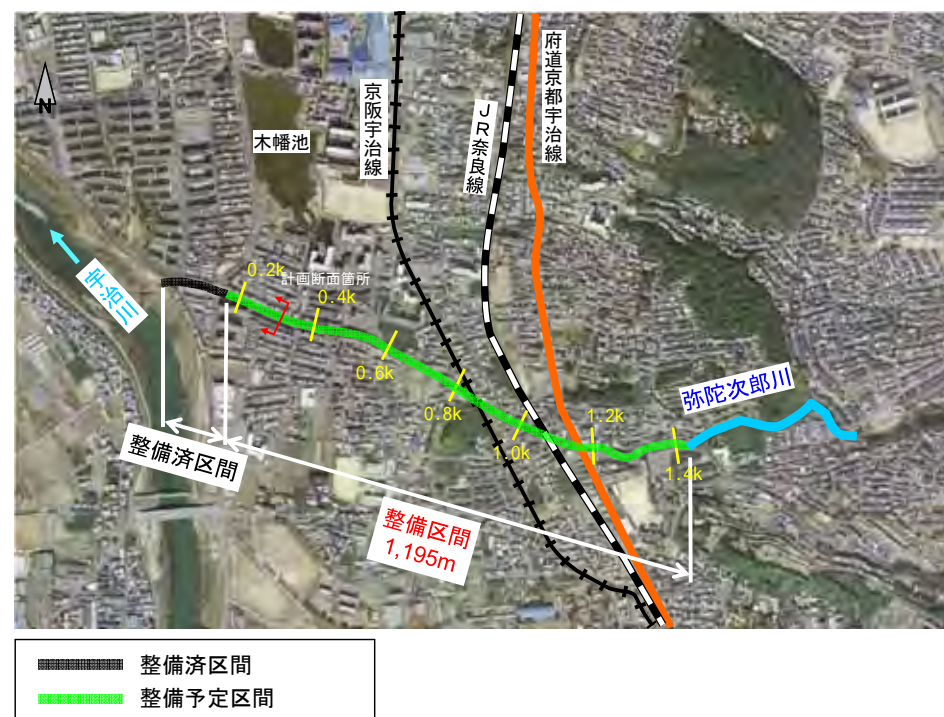 N
木幡池
京阪宇治線
JR奈良線
府道京都宇治線
宇治川
0.2k
計画断面箇所
0.4k
0.6k
0.8k
1.0k
1.2k
1.4k
弥陀次郎川
整備済区間
整備区間
1,195m
整備済区間
整備予定区間